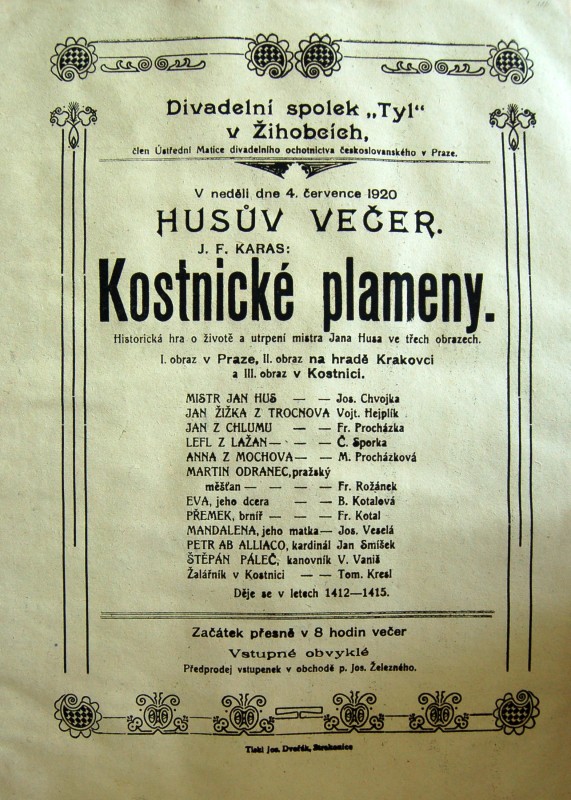 Divadelní spolek „Tyl“
v Žihobcích,
člen Ústřední Matice divadelního ochotnictva československého v Praze.
V neděli dne 4. července 1920
HUSŮV VEČER.
J. F. KARAS:
Kostnické plameny.
Historická hra o životě a utrpení mistra Jana Husa ve třech obrazech.
I. obraz v Praze, II. obraz na hradě Krakovci
a III. obraz v Kostnici.
MISTR JAN HUS — — Jos. Chvojka
JAN ŽIŽKA Z TROCNOVA Vojt. Hejplík
JAN Z CHLUMU — — Fr. Procházka
LEFL Z LAŽAN — — — Č. Sporka
ANNA Z MOCHOVA — — M. Procházková
MARTIN ODRANEC, pražský
měšťan — — — — Fr. Rožánek
EVA, jeho dcera — — B. Kotalová
PŘEMEK, brníř — — — Fr. Kotal
MANDALENA, jeho matka — Jos. Veselá
PETR AB ALLIACO, kardinál Jan Smíšek
ŠTĚPÁN PÁLEČ, kanovník V. Vaniš
Žalářník v Kostnici — — Tom. Kresl
Děje se v letech 1412—1415.
Začátek přesně v 8 hodin večer
Vstupné obvyklé
Předprodej vstupenek v obchodě p. Jos. Železného.
Tiskl Jos. Dvořák, Strakonice